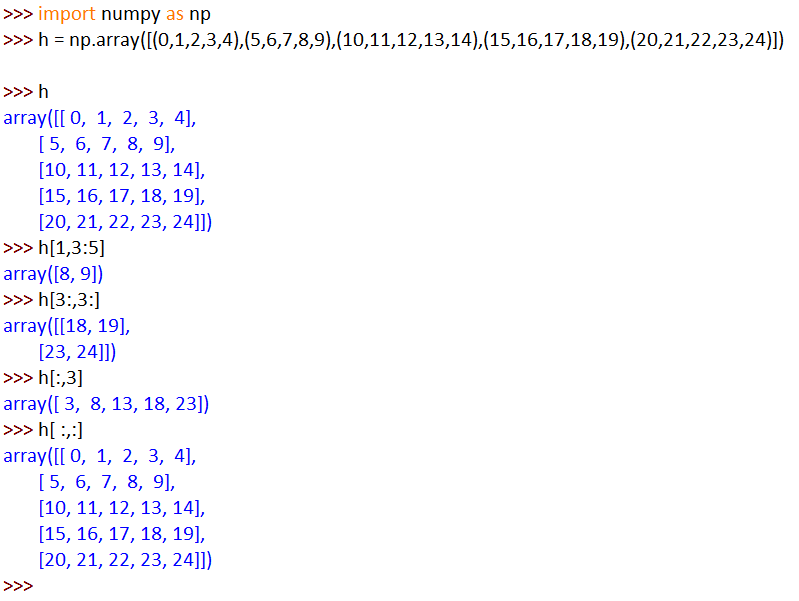 >>> import numpy as np
>>> h = np.array([(0,1,2,3,4),(5,6,7,8,9),(10,11,12,13,14),(15,16,17,18,19),(20,21,22,23,24)])
>>> h
array([[ 0,  1,  2,  3,  4],
       [ 5,  6,  7,  8,  9],
       [10, 11, 12, 13, 14],
       [15, 16, 17, 18, 19],
       [20, 21, 22, 23, 24]])
>>> h[1,3:5]
array([8, 9])
>>> h[3:,3:]
array([[18, 19],
       [23, 24]])
>>> h[:,3]
array([ 3,  8, 13, 18, 23])
>>> h[ :,:]
array([[ 0,  1,  2,  3,  4],
       [ 5,  6,  7,  8,  9],
       [10, 11, 12, 13, 14],
       [15, 16, 17, 18, 19],
       [20, 21, 22, 23, 24]])
>>>